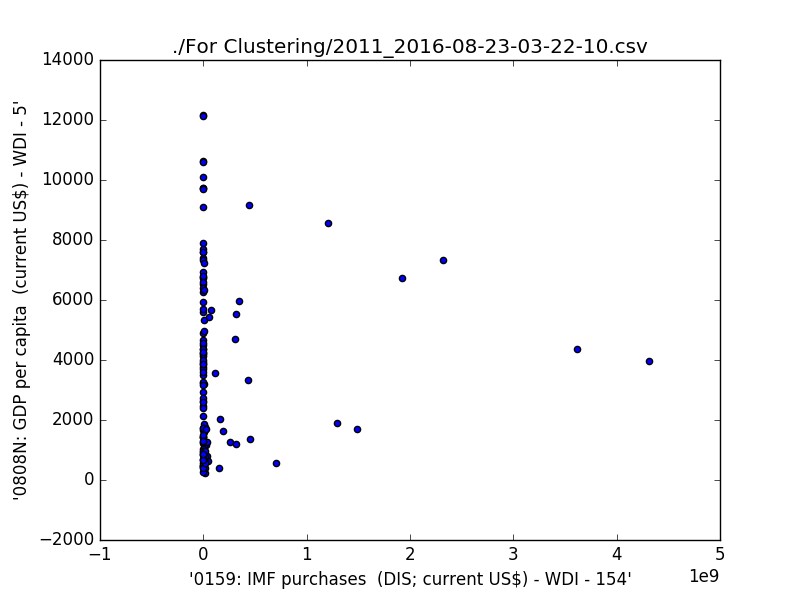 ./For Clustering/2011_2016-08-23-03-22-10.csv
14000
12000
10000
8000
6000
4000
2000
0
−2000
'0808N: GDP per capita  (current US$) - WDI - 5'
−1 0 1 2 3 4 5
1e9
'0159: IMF purchases  (DIS; current US$) - WDI - 154'